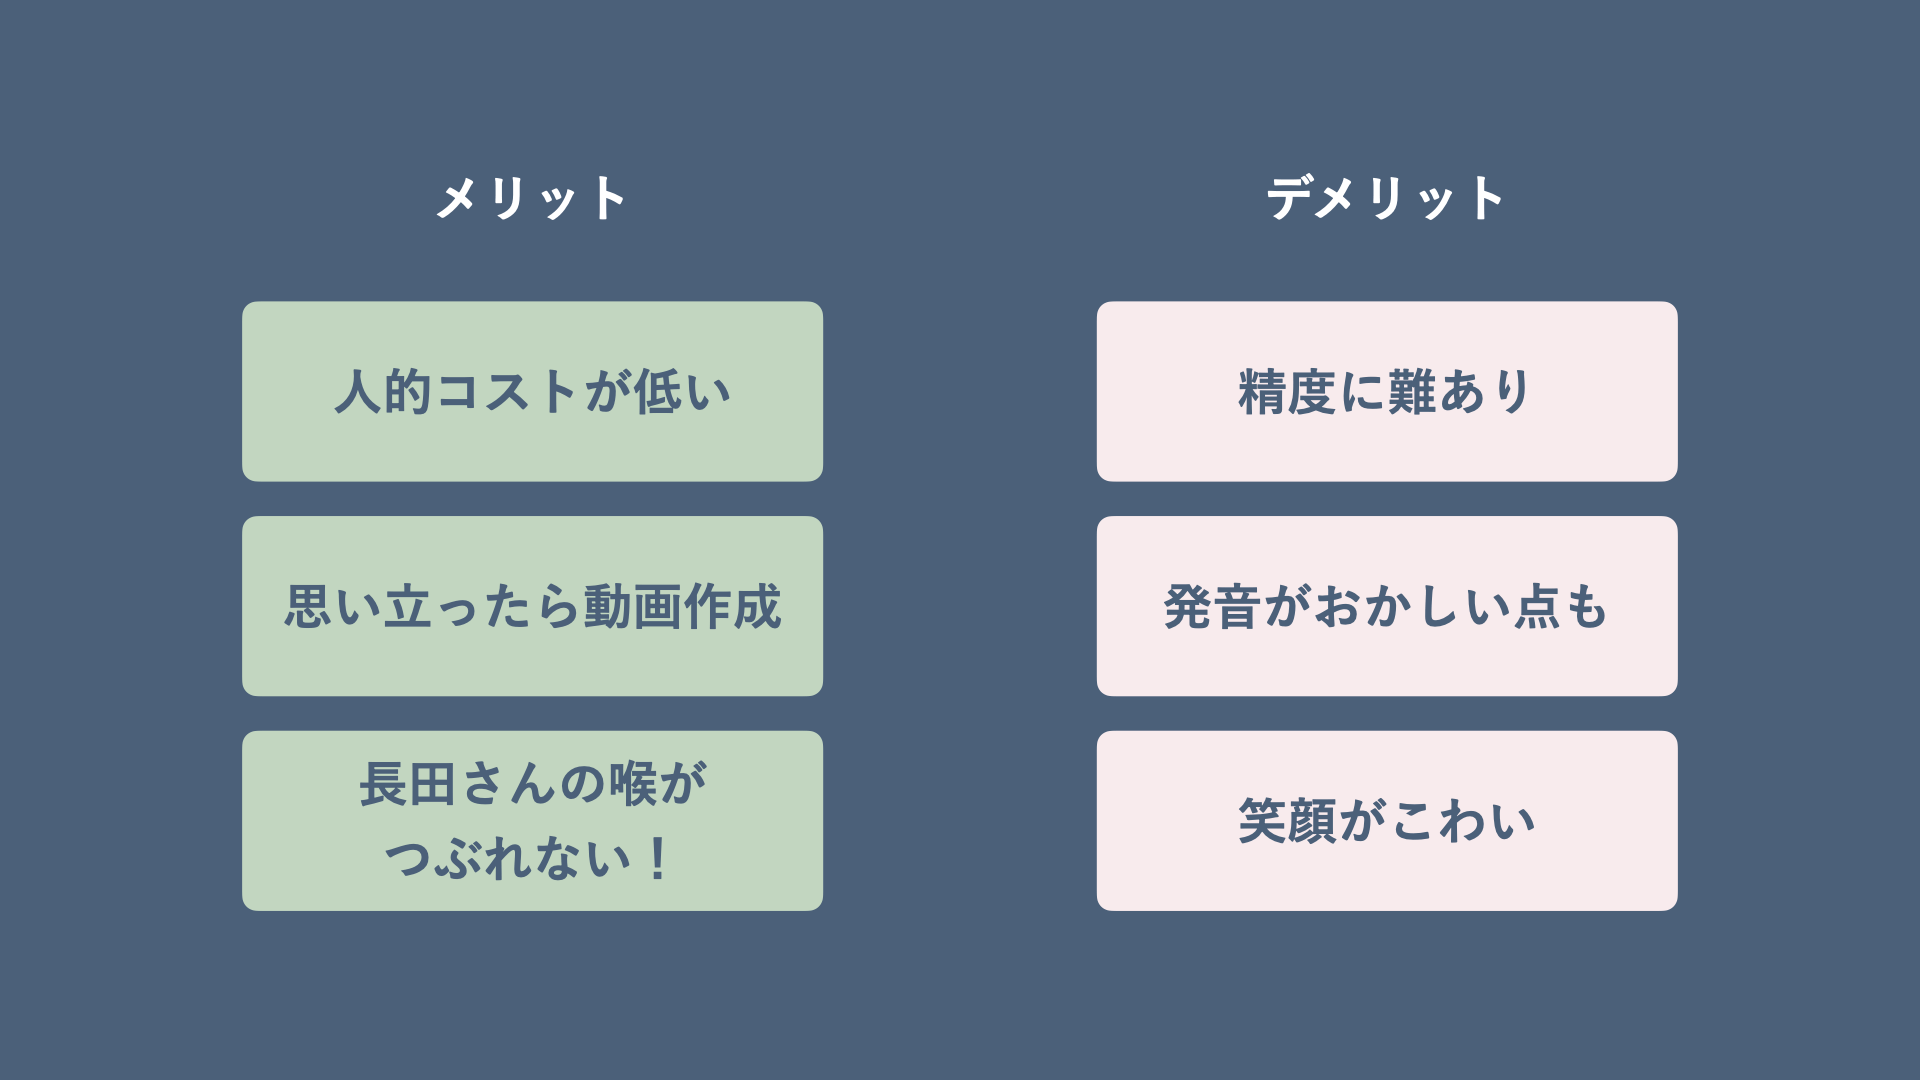 メリット
人的コストが低い
思い立ったら動画作成
長田さんの喉が
つぶれない！
デメリット
精度に難あり
発音がおかしい点も
笑顔がこわい